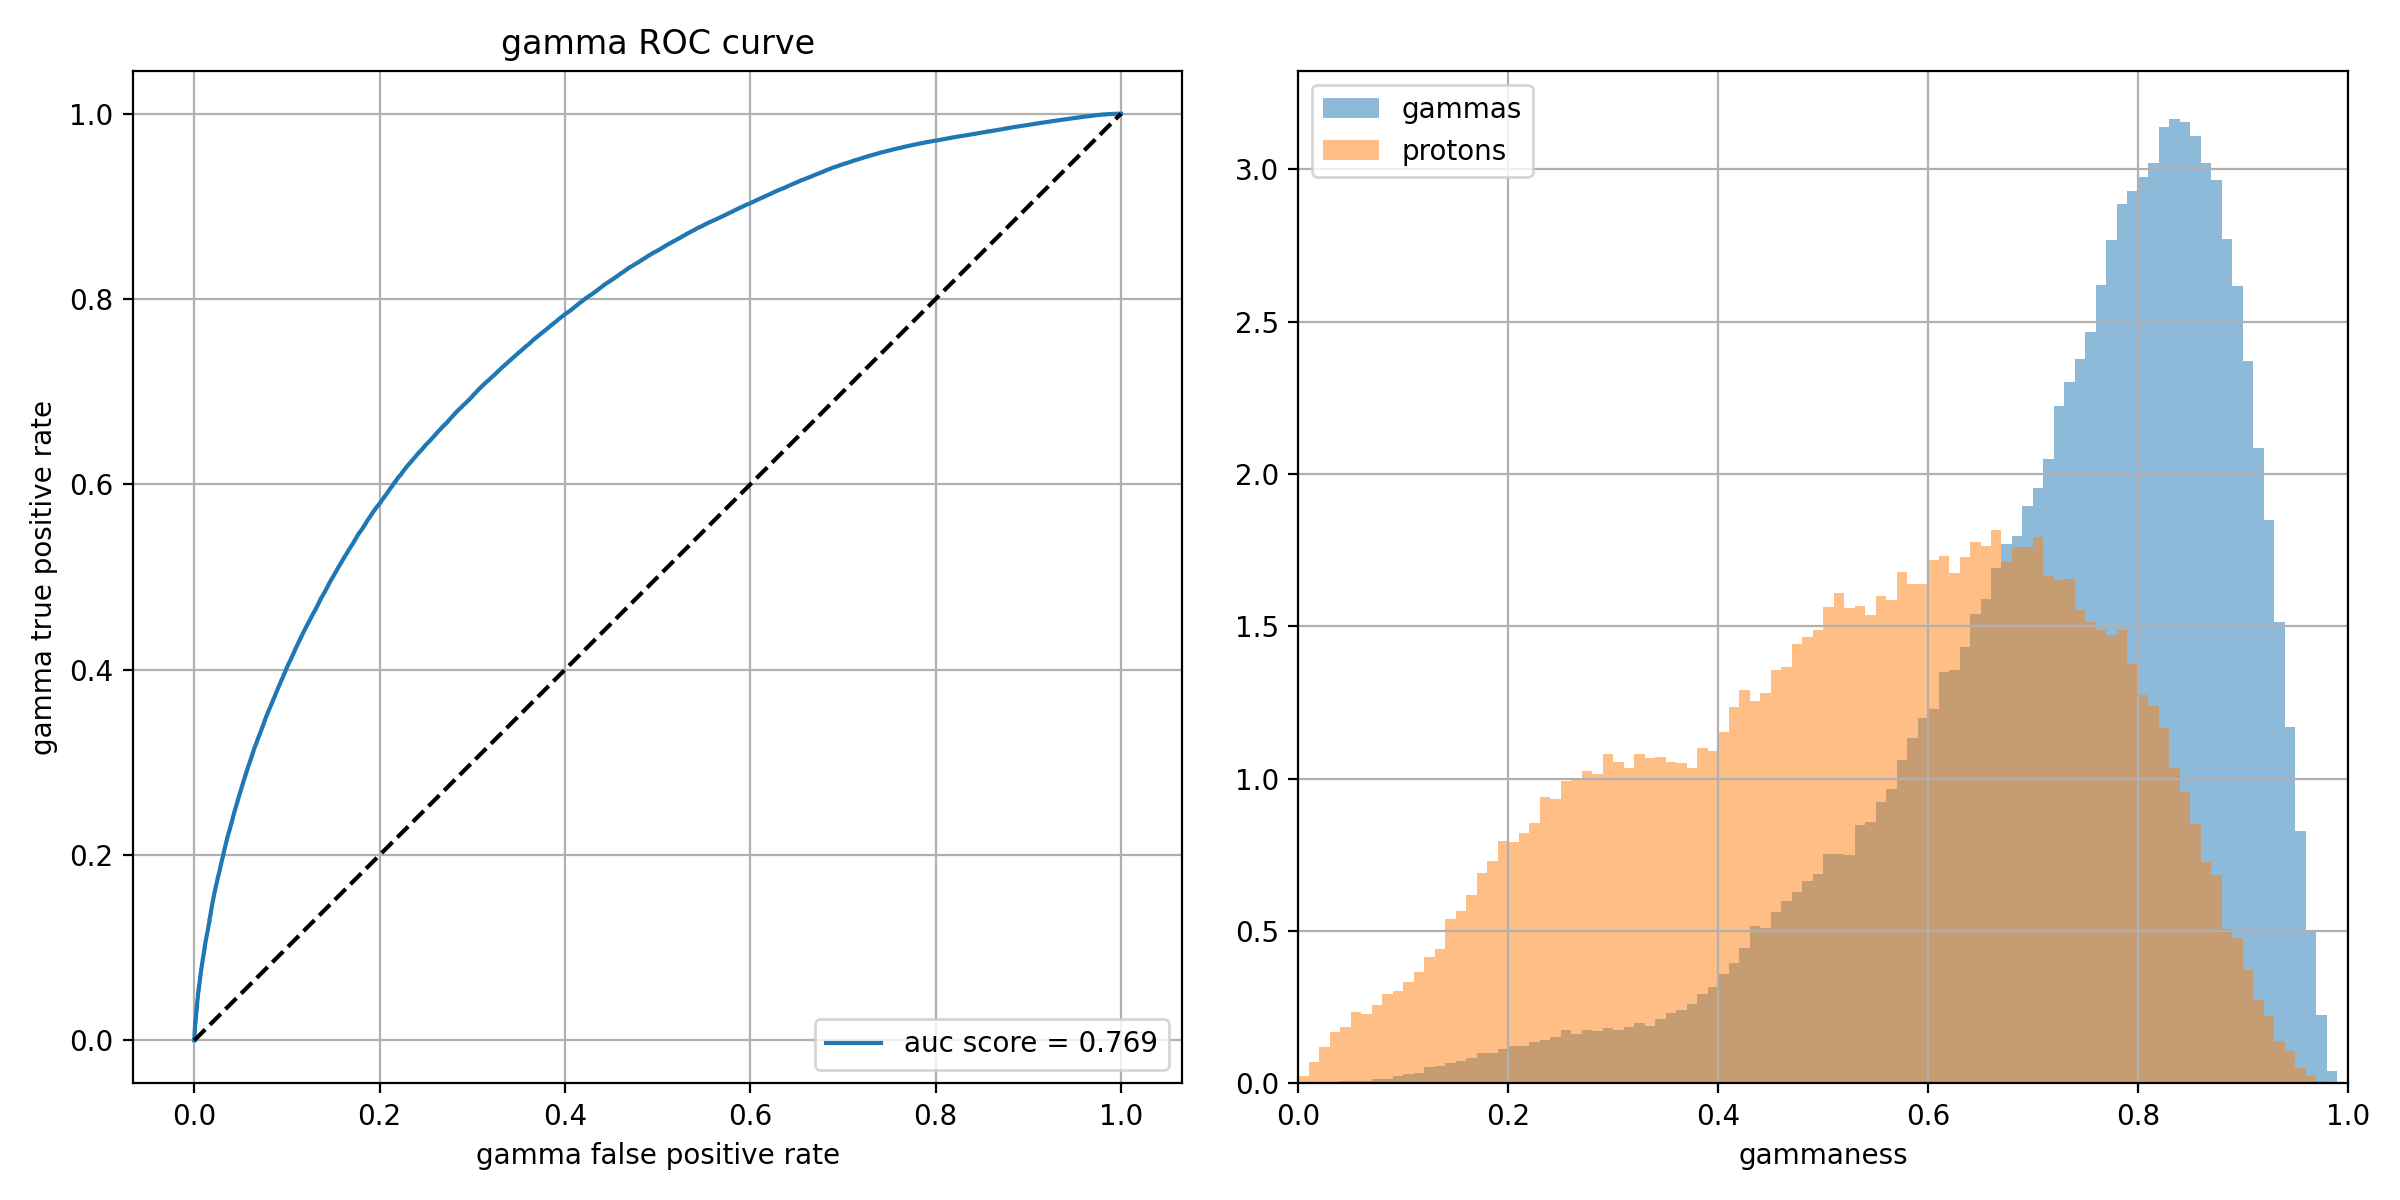 gamma ROC curve
1.0
0.8
0.6
0.4
0.2
0.0
gamma true positive rate
auc score = 0.769
0.0 0.2 0.4 0.6 0.8 1.0
gamma false positive rate
gammas
protons
3.0
2.5
2.0
1.5
1.0
0.5
0.0
0.0 0.2 0.4 0.6 0.8 1.0
gammaness